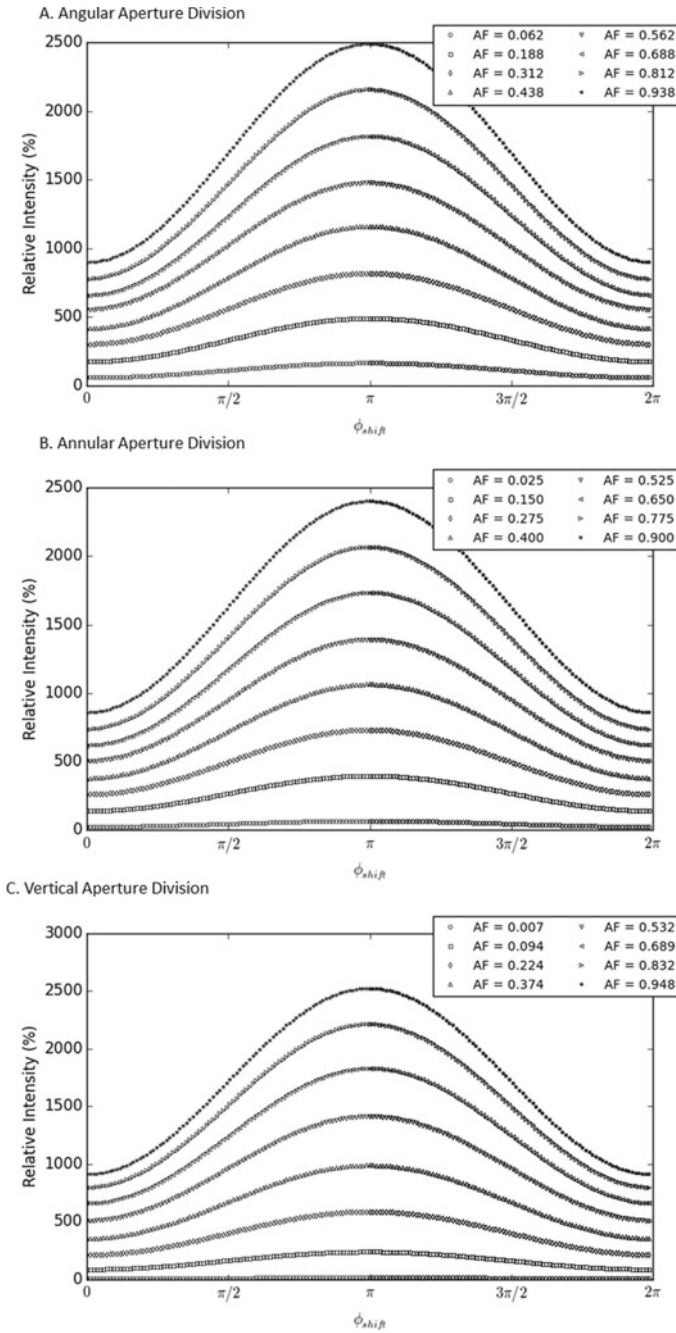 A. Angular Aperture Division
2500
2000
1500
1000
500
0
Relative Intensity (%)
AF = 0.062 AF = 0.562
AF = 0.188 AF = 0.688
AF = 0.312 AF = 0.812
AF = 0.438 AF = 0.938
0 π/2 π 3π/2 2π
ϕshift
B. Annular Aperture Division
2500
2000
1500
1000
500
0
Relative Intensity (%)
AF = 0.025 AF = 0.525
AF = 0.150 AF = 0.650
AF = 0.275 AF = 0.775
AF = 0.400 AF = 0.900
0 π/2 π 3π/2 2π
ϕshift
C. Vertical Aperture Division
3000
2500
2000
1500
1000
500
0
Relative Intensity (%)
AF = 0.007 AF = 0.532
AF = 0.094 AF = 0.689
AF = 0.224 AF = 0.832
AF = 0.374 AF = 0.948
0 π/2 π 3π/2 2π
ϕshift